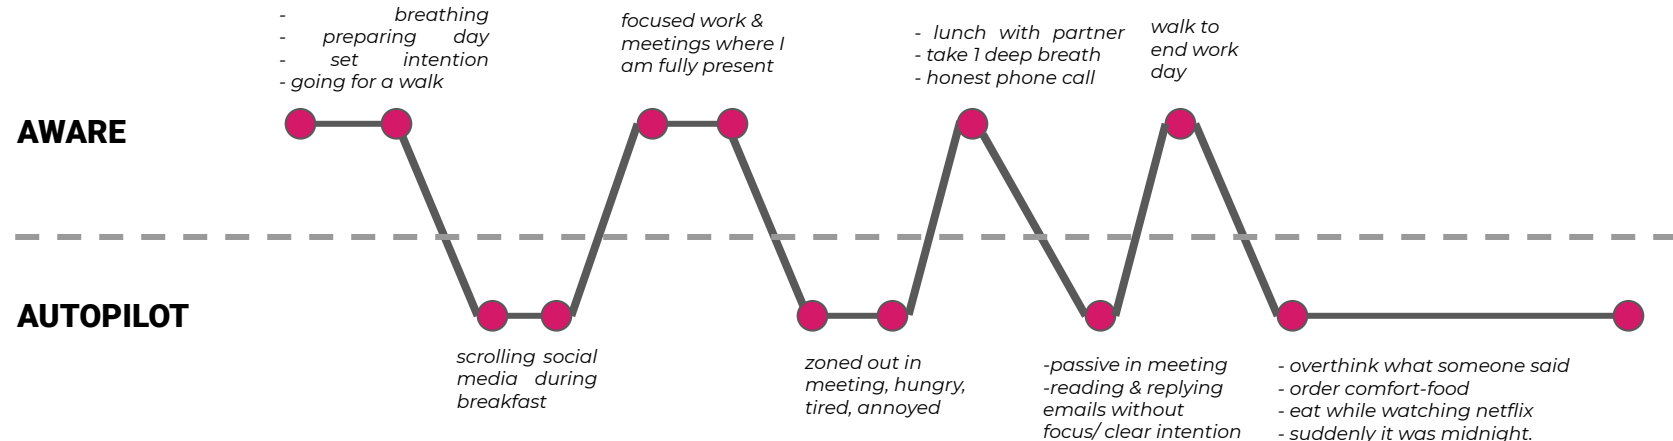 - breathing
- preparing day
- set intention
- going for a walk
focused work &
meetings where I
am fully present
- lunch with partner
- take 1 deep breath
- honest phone call
walk to
end work
day
AWARE
AUTOPILOT
scrolling social
media during
breakfast
zoned out in
meeting, hungry,
tired, annoyed
-passive in meeting
-reading & replying
emails without
focus/ clear intention
- overthink what someone said
- order comfort-food
- eat while watching netflix
- suddenly it was midnight.